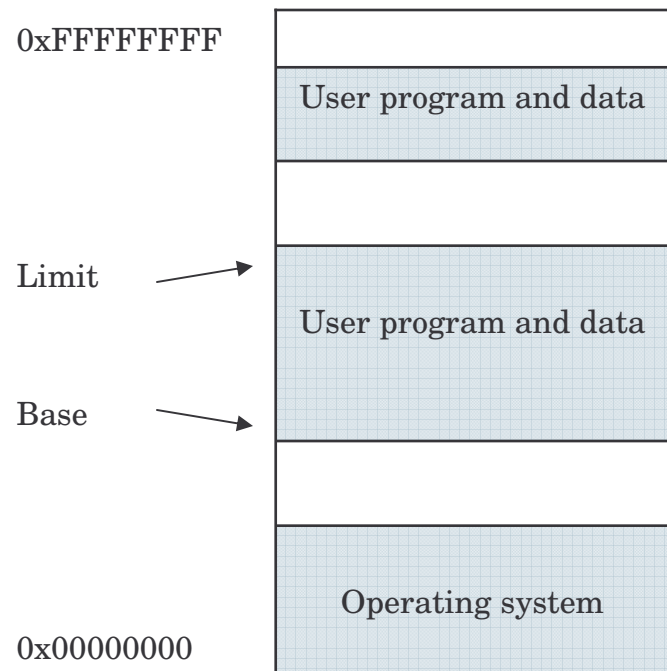 0xFFFFFFFF
User program and data
Limit
User program and data
Base
Operating system
0x00000000